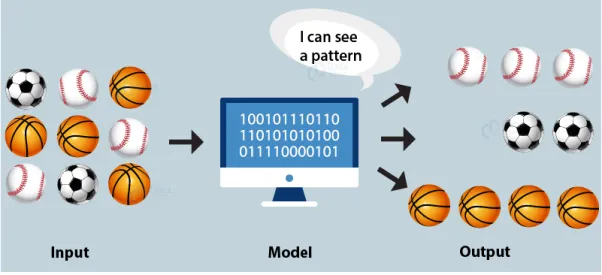 I can see
a pattern
100101110110
110101010100
011110000101
Input
Model
Output